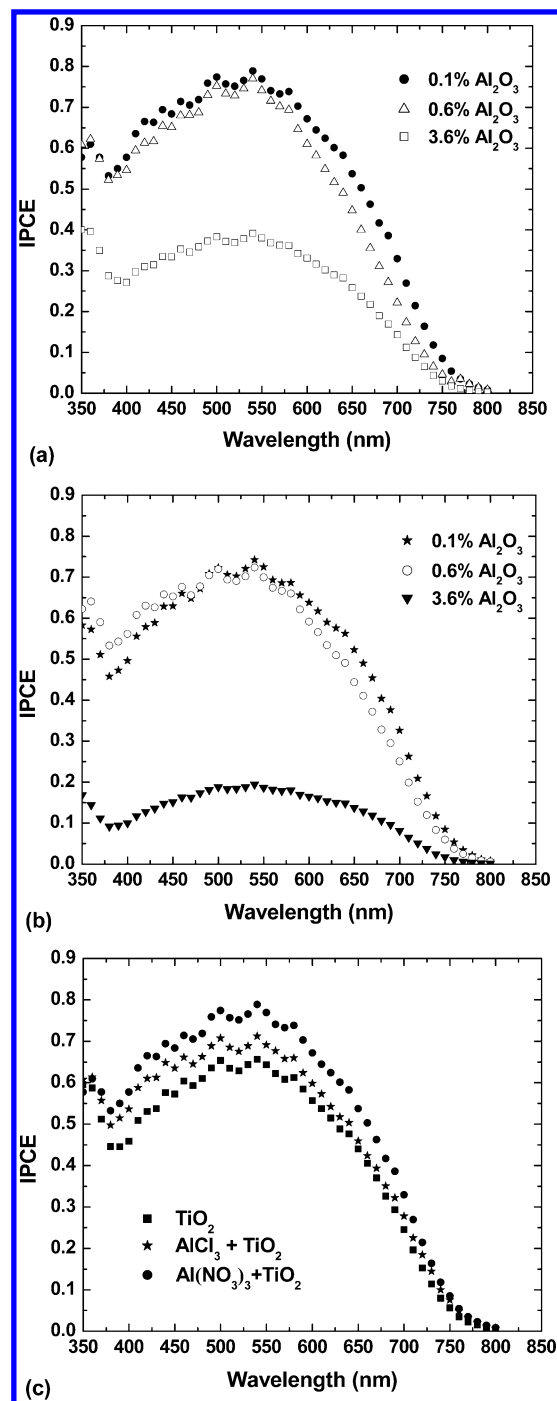 0.9
0.8
0.7
0.6
0.5
0.4
0.3
0.2
0.1
0.0
IPCE
0.1% Al₂O₃
0.6% Al₂O₃
3.6% Al₂O₃
350 400 450 500 550 600 650 700 750 800
Wavelength (nm)
(a)
0.9
0.8
0.7
0.6
0.5
0.4
0.3
0.2
0.1
0.0
IPCE
0.1% Al₂O₃
0.6% Al₂O₃
3.6% Al₂O₃
350 400 450 500 550 600 650 700 750 800
Wavelength (nm)
(b)
0.9
0.8
0.7
0.6
0.5
0.4
0.3
0.2
0.1
0.0
IPCE
TiO₂
AlCl₃ + TiO₂
Al(NO₃)₃+TiO₂
350 400 450 500 550 600 650 700 750 800
Wavelength (nm)
(c)